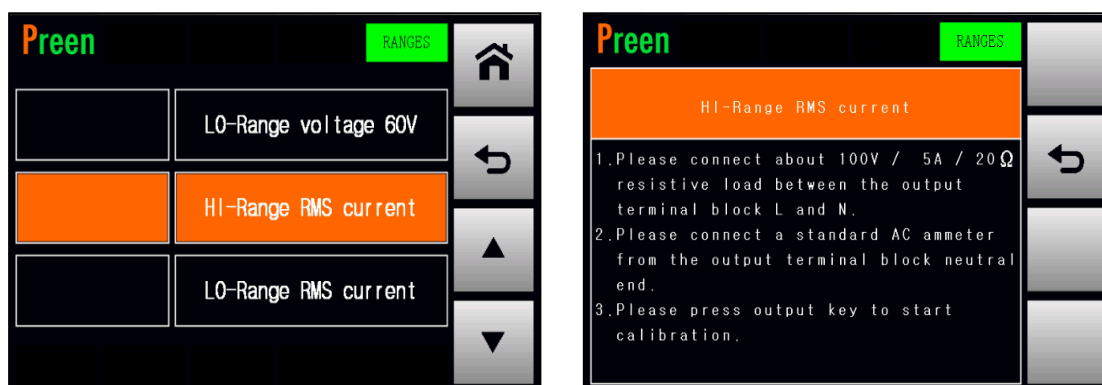 Preen
RANGES
LO-Range voltage 60V
HI-Range RMS current
LO-Range RMS current
Preen
RANGES
HI-Range RMS current
1.Please connect about 100V / 5A / 20Ω
resistive load between the output
terminal block L and N.
2.Please connect a standard AC ammeter
from the output terminal block neutral
end.
3.Please press output key to start
calibration.